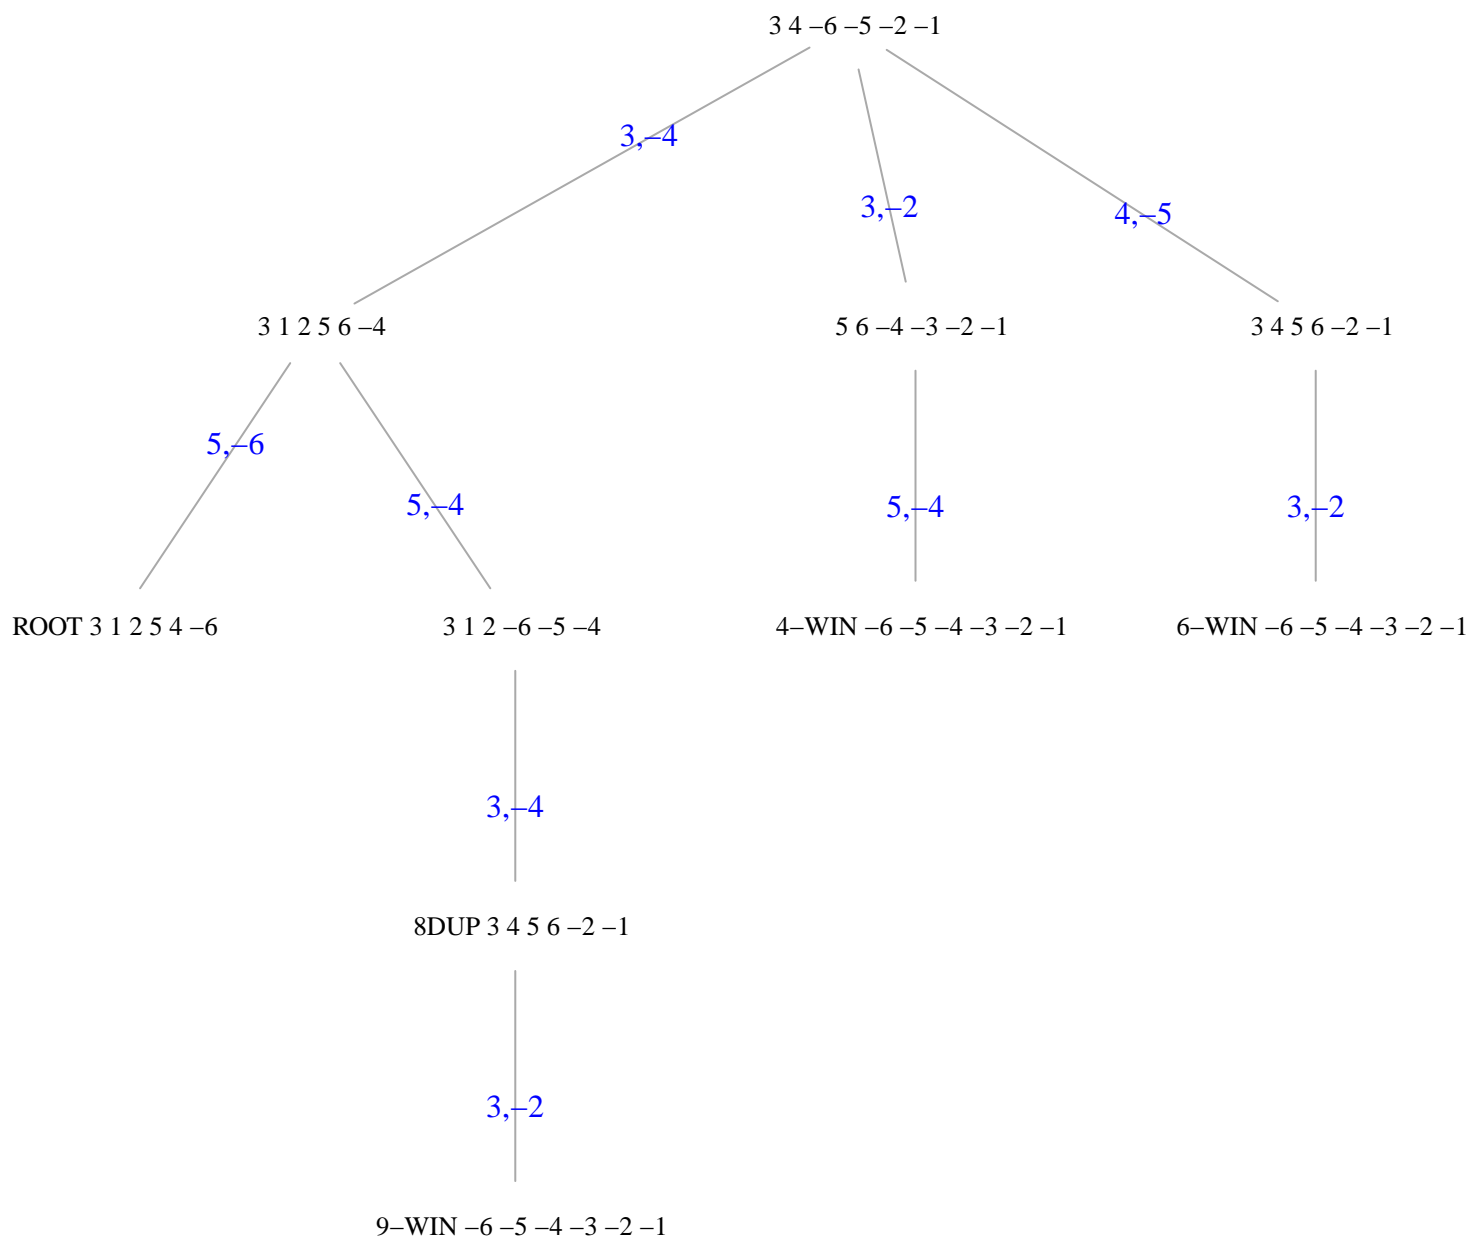 3 4 –6 –5 –2 –1
3,–4
3,–2
4,–5
3 1 2 5 6 –4
5 6 –4 –3 –2 –1
3 4 5 6 –2 –1
5,–6
5,–4
5,–4
3,–2
ROOT 3 1 2 5 4 –6
3 1 2 –6 –5 –4
4–WIN –6 –5 –4 –3 –2 –1
6–WIN –6 –5 –4 –3 –2 –1
3,–4
8DUP 3 4 5 6 –2 –1
3,–2
9–WIN –6 –5 –4 –3 –2 –1